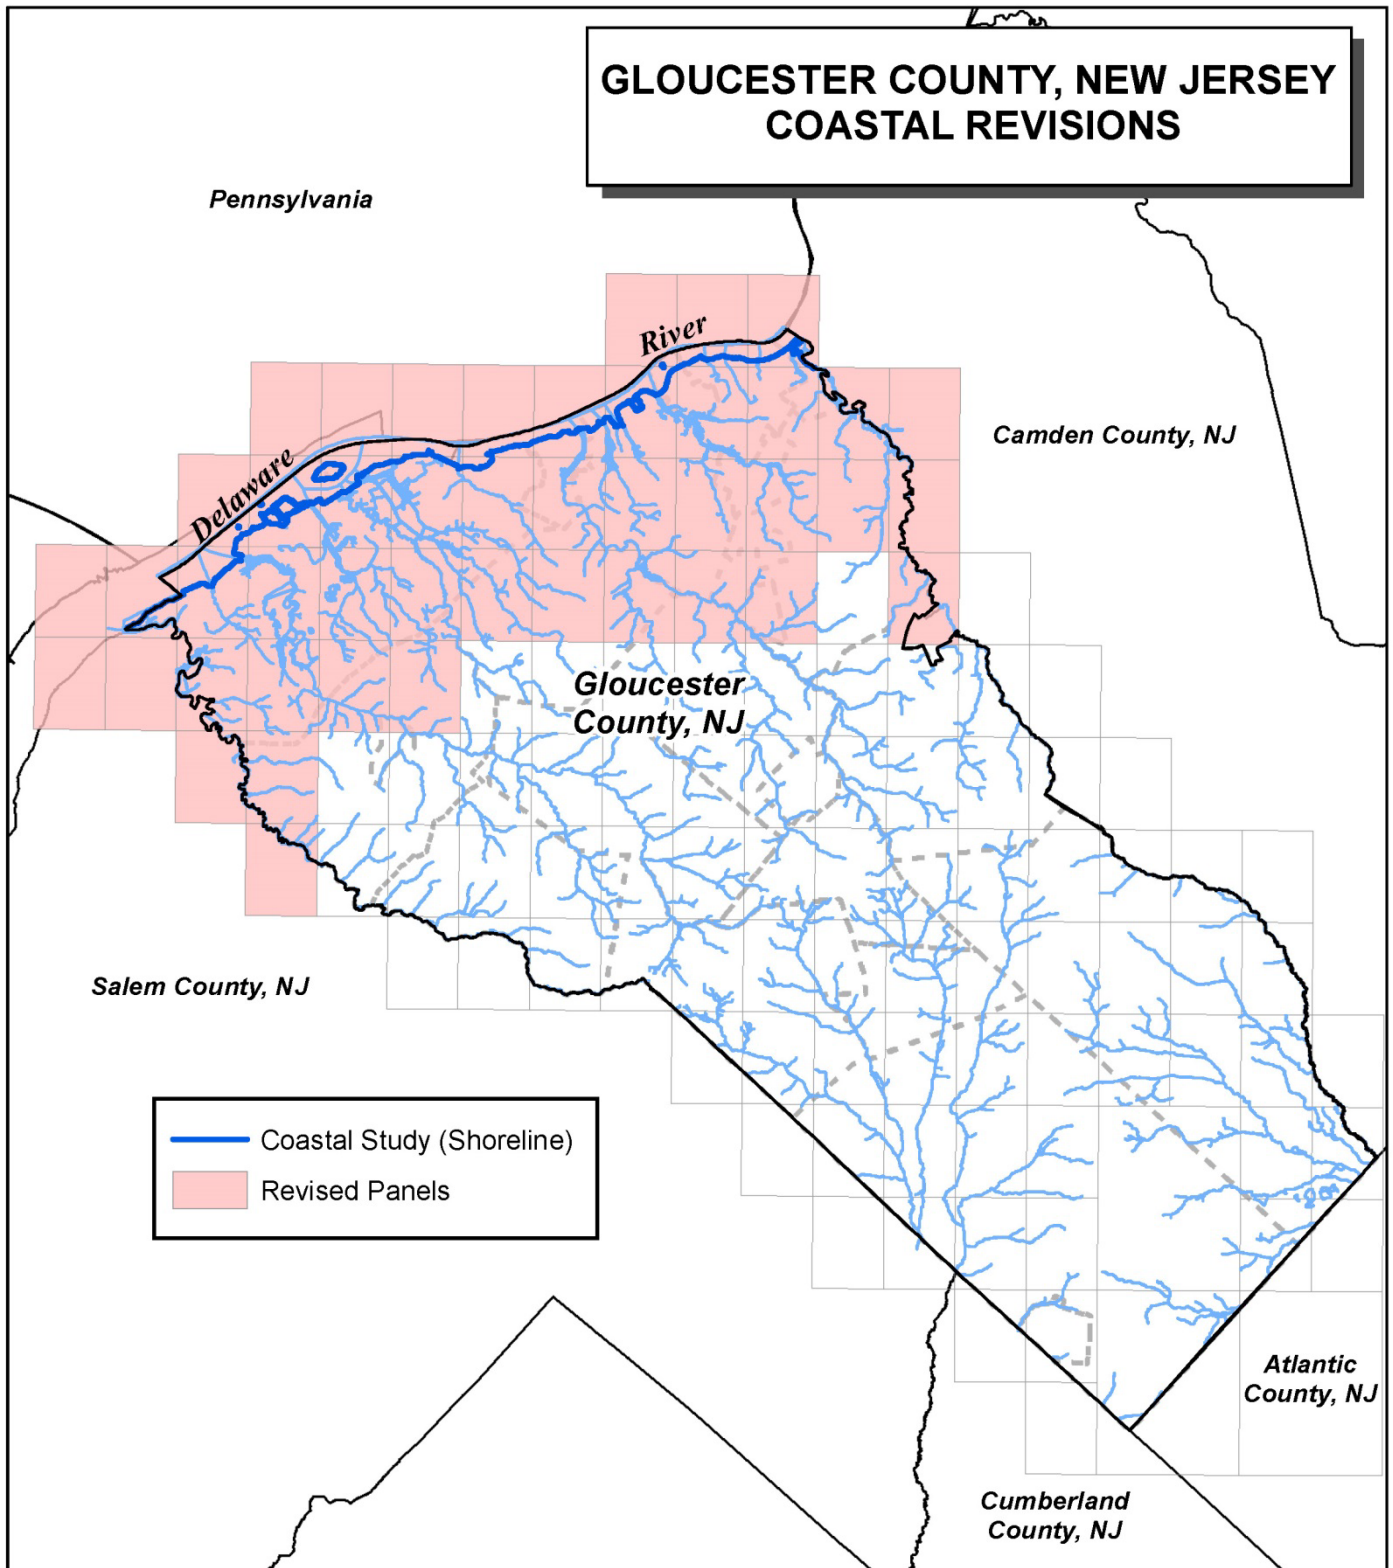 GLOUCESTER COUNTY, NEW JERSEY
COASTAL REVISIONS
Pennsylvania
River
Camden County, NJ
Delaware
Gloucester
County, NJ
Salem County, NJ
Coastal Study (Shoreline)
Revised Panels
Atlantic
County, NJ
Cumberland
County, NJ